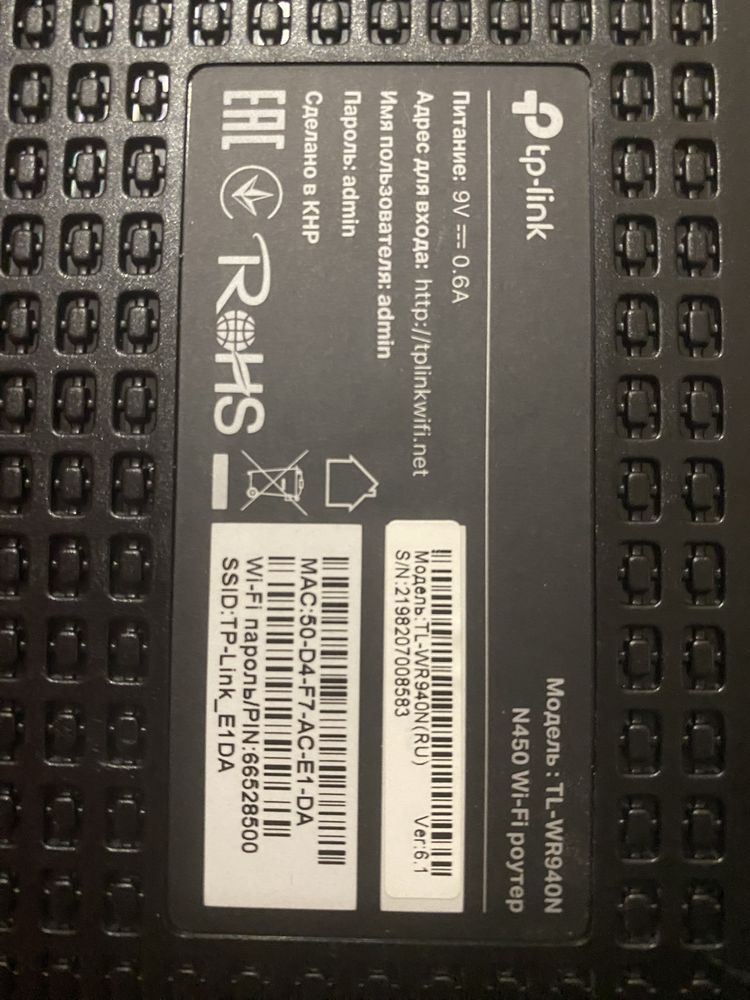 tp-link
Модель : TL-WR940N
N450 Wi-Fi роутер
Питание: 9V ⎓ 0.6A
Адрес для входа: http://tplinkwifi.net
Имя пользователя: admin
Пароль: admin
Сделано в КНР
EAC
RoHS
Модель:TL-WR940N(RU) Ver:6.1
S/N:2198207008583
MAC:50-D4-F7-AC-E1-DA
Wi-Fi пароль/PIN:66528500
SSID:TP-Link_E1DA